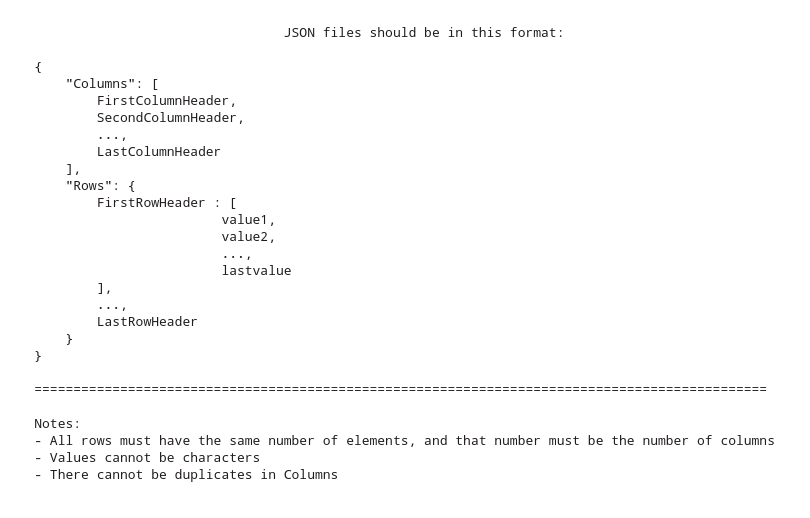 JSON files should be in this format:
{
"Columns": [
FirstColumnHeader,
SecondColumnHeader,
...,
LastColumnHeader
],
"Rows": {
FirstRowHeader : [
value1,
value2,
...,
lastvalue
],
...,
LastRowHeader
}
}
==============================================================================================
Notes:
- All rows must have the same number of elements, and that number must be the number of columns
- Values cannot be characters
- There cannot be duplicates in Columns